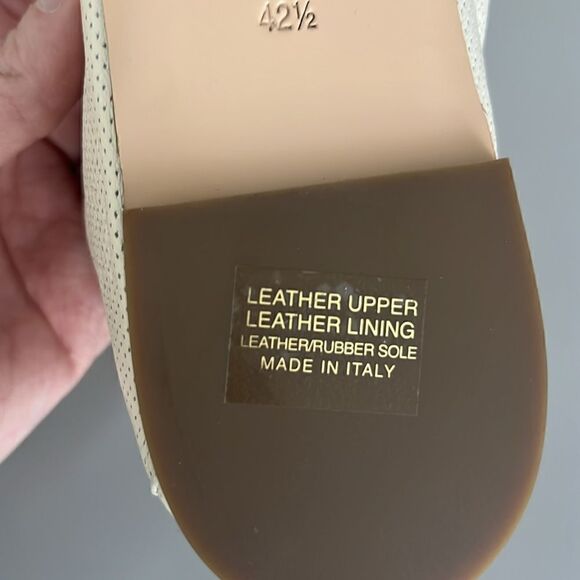 42½
LEATHER UPPER
LEATHER LINING
LEATHER/RUBBER SOLE
MADE IN ITALY